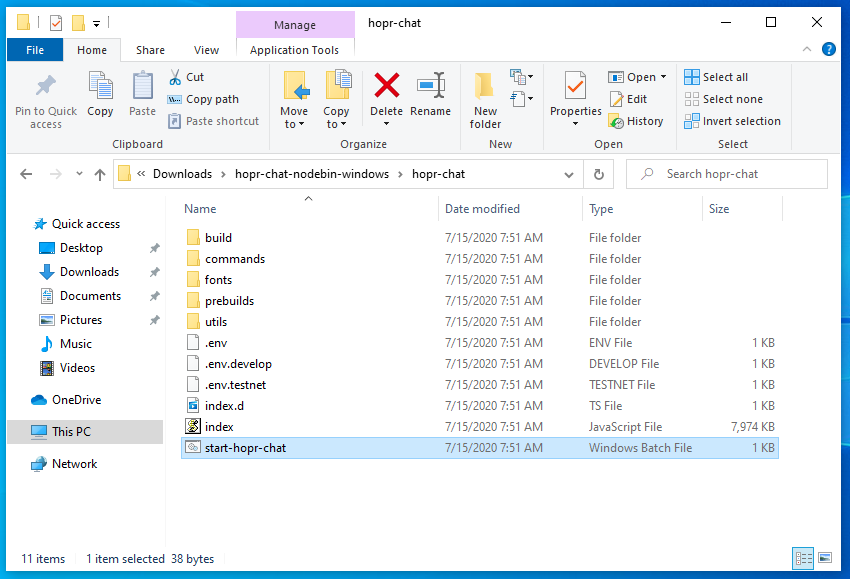 Manage hopr-chat
File Home Share View Application Tools
Pin to Quick access
Copy
Paste
Cut
Copy path
Paste shortcut
Clipboard
Move to
Copy to
Delete
Rename
Organize
New folder
New
Properties
Open
Edit
History
Open
Select all
Select none
Invert selection
Select
« Downloads › hopr-chat-nodebin-windows › hopr-chat
Search hopr-chat
Quick access
Desktop
Downloads
Documents
Pictures
Music
Videos
OneDrive
This PC
Network
Name Date modified Type Size
build 7/15/2020 7:51 AM File folder
commands 7/15/2020 7:51 AM File folder
fonts 7/15/2020 7:51 AM File folder
prebuilds 7/15/2020 7:51 AM File folder
utils 7/15/2020 7:51 AM File folder
.env 7/15/2020 7:51 AM ENV File 1 KB
.env.develop 7/15/2020 7:51 AM DEVELOP File 1 KB
.env.testnet 7/15/2020 7:51 AM TESTNET File 1 KB
index.d 7/15/2020 7:51 AM TS File 1 KB
index 7/15/2020 7:51 AM JavaScript File 7,974 KB
start-hopr-chat 7/15/2020 7:51 AM Windows Batch File 1 KB
11 items 1 item selected 38 bytes